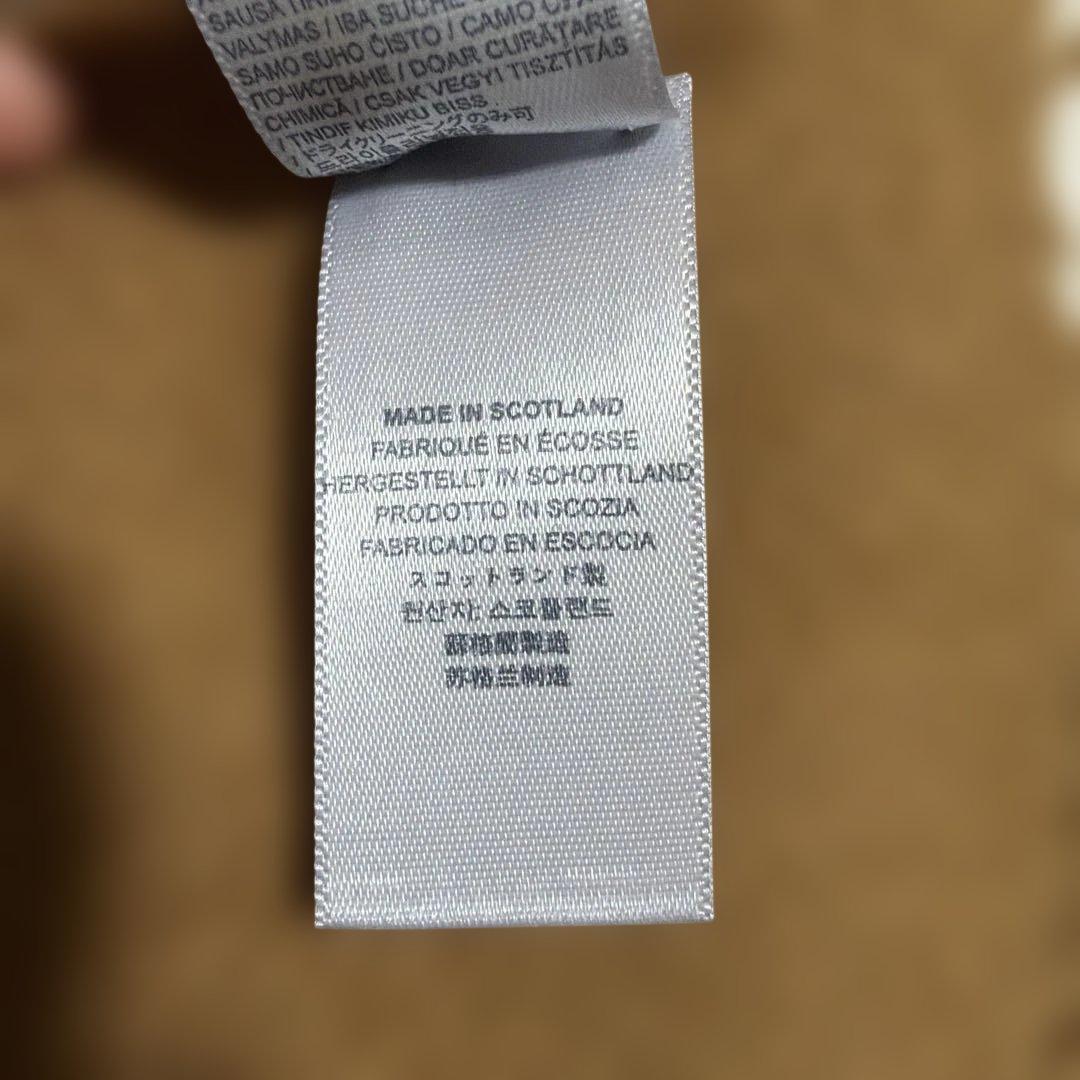 SAUSA
VALYMAS / IBA SUCHÉ
SAMO SUHO ČISTO / CAMO
ТІО-ЧИСТВАНЕ / DOAR CURĂTARE
CHIMICĂ / CSAK VEGYI TISZTÍTÁS
/ TINDIF KIMIKU BISS
/ ドライクリーニングのみ可
MADE IN SCOTLAND
FABRIQUÉ EN ÉCOSSE
HERGESTELLT IN SCHOTTLAND
PRODOTTO IN SCOZIA
FABRICADO EN ESCOCIA
スコットランド製
원산지: 스코틀랜드
蘇格蘭製造
苏格兰制造